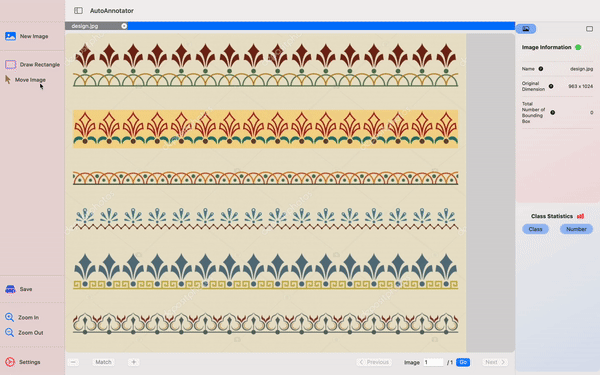 AutoAnnotator
design.jpg
New Image
Draw Rectangle
Move Image
Save
Zoom In
Zoom Out
Settings
Match
Previous
Image 1 / 1 Go
Next
Image Information
Name ? design.jpg
Original
Dimension ? 963 x 1024
Total
Number of ? 0
Bounding
Box
Class Statistics
Class Number